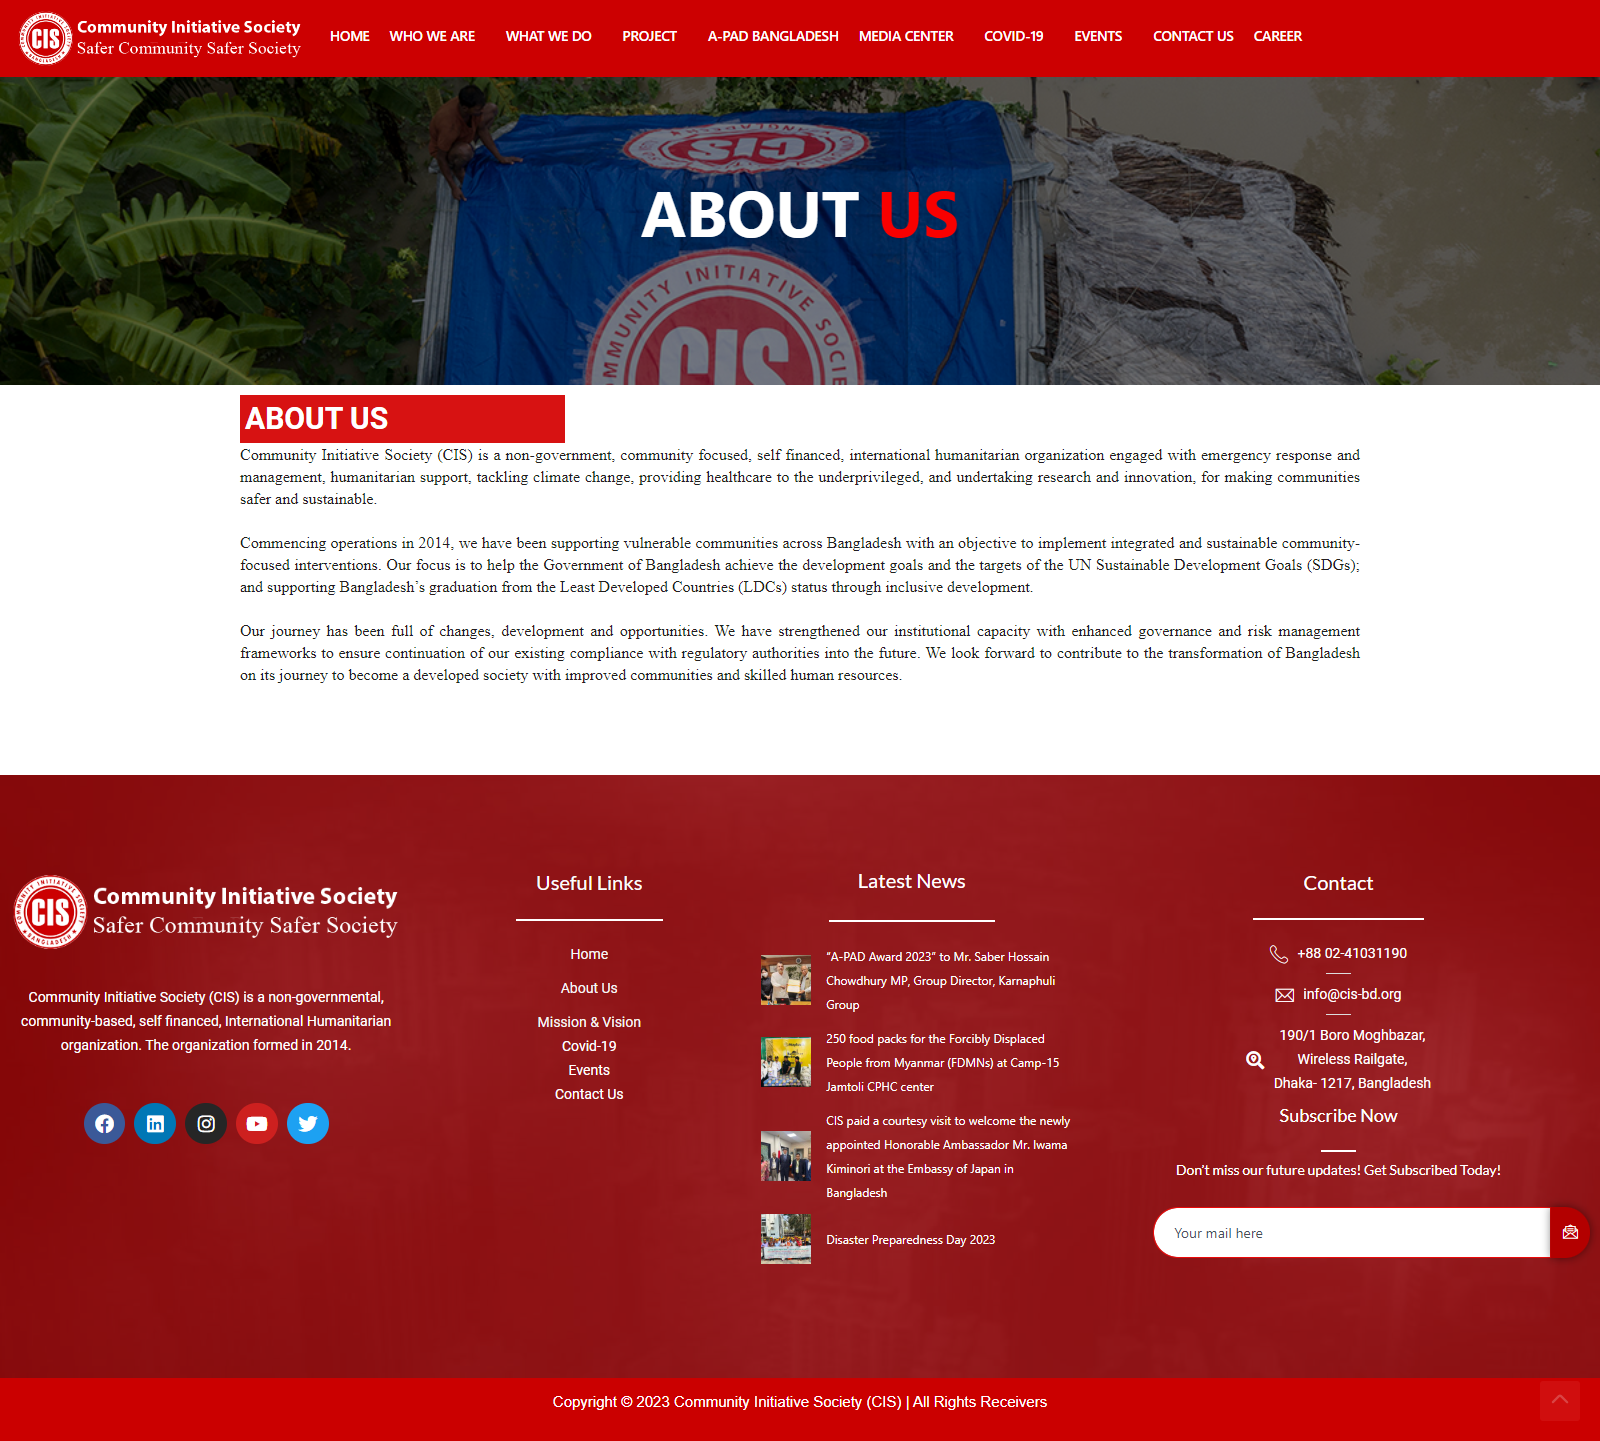 Community Initiative Society
Safer Community Safer Society
CIS
HOME WHO WE ARE WHAT WE DO PROJECT A-PAD BANGLADESH MEDIA CENTER COVID-19 EVENTS CONTACT US CAREER
CIS
ABOUT US
COMMUNITY INITIATIVE SOCIE
CIS
ABOUT US
Community Initiative Society (CIS) is a non-government, community focused, self financed, international humanitarian organization engaged with emergency response and
management, humanitarian support, tackling climate change, providing healthcare to the underprivileged, and undertaking research and innovation, for making communities
safer and sustainable.
Commencing operations in 2014, we have been supporting vulnerable communities across Bangladesh with an objective to implement integrated and sustainable community-
focused interventions. Our focus is to help the Government of Bangladesh achieve the development goals and the targets of the UN Sustainable Development Goals (SDGs);
and supporting Bangladesh’s graduation from the Least Developed Countries (LDCs) status through inclusive development.
Our journey has been full of changes, development and opportunities. We have strengthened our institutional capacity with enhanced governance and risk management
frameworks to ensure continuation of our existing compliance with regulatory authorities into the future. We look forward to contribute to the transformation of Bangladesh
on its journey to become a developed society with improved communities and skilled human resources.
COMMUNITY INITIATIVE SOCIETY
CIS
BANGLADESH
Community Initiative Society
Safer Community Safer Society
Community Initiative Society (CIS) is a non-governmental,
community-based, self financed, International Humanitarian
organization. The organization formed in 2014.
Useful Links
Home
About Us
Mission & Vision
Covid-19
Events
Contact Us
Latest News
“A-PAD Award 2023” to Mr. Saber Hossain
Chowdhury MP, Group Director, Karnaphuli
Group
250 food packs for the Forcibly Displaced
People from Myanmar (FDMNs) at Camp-15
Jamtoli CPHC center
CIS paid a courtesy visit to welcome the newly
appointed Honorable Ambassador Mr. Iwama
Kiminori at the Embassy of Japan in
Bangladesh
Disaster Preparedness Day 2023
Contact
+88 02-41031190
info@cis-bd.org
190/1 Boro Moghbazar,
Wireless Railgate,
Dhaka- 1217, Bangladesh
Subscribe Now
Don't miss our future updates! Get Subscribed Today!
Your mail here
Copyright © 2023 Community Initiative Society (CIS) | All Rights Receivers